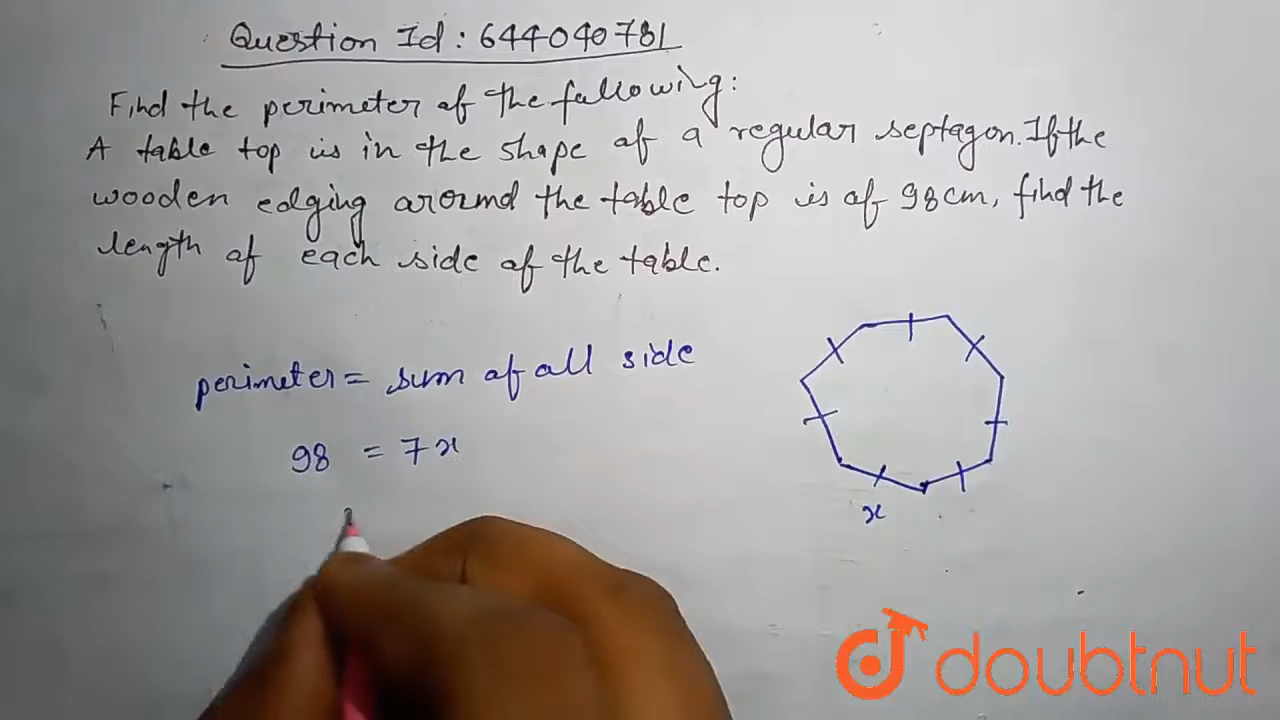 Question Id : 644040781
Find the perimeter of the following:
A table top is in the shape of a regular septagon. If the
wooden edging around the table top is of 98cm, find the
length of each side of the table.
perimeter = sum of all side
98 = 7x
x
doubtnut